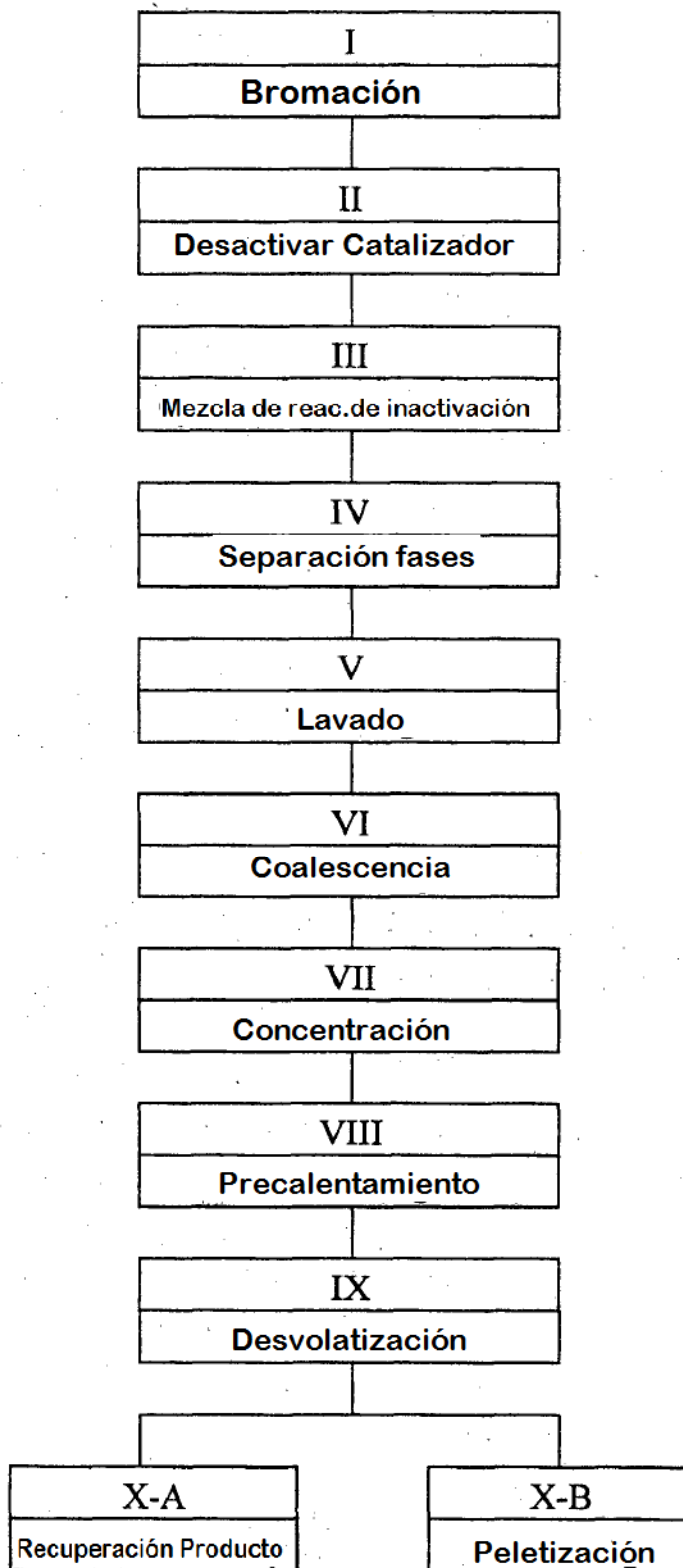 I
Bromación
II
Desactivar Catalizador
III
Mezcla de reac.de inactivación
IV
Separación fases
V
Lavado
VI
Coalescencia
VII
Concentración
VIII
Precalentamiento
IX
Desvolatización
X-A
Recuperación Producto
X-B
Peletización